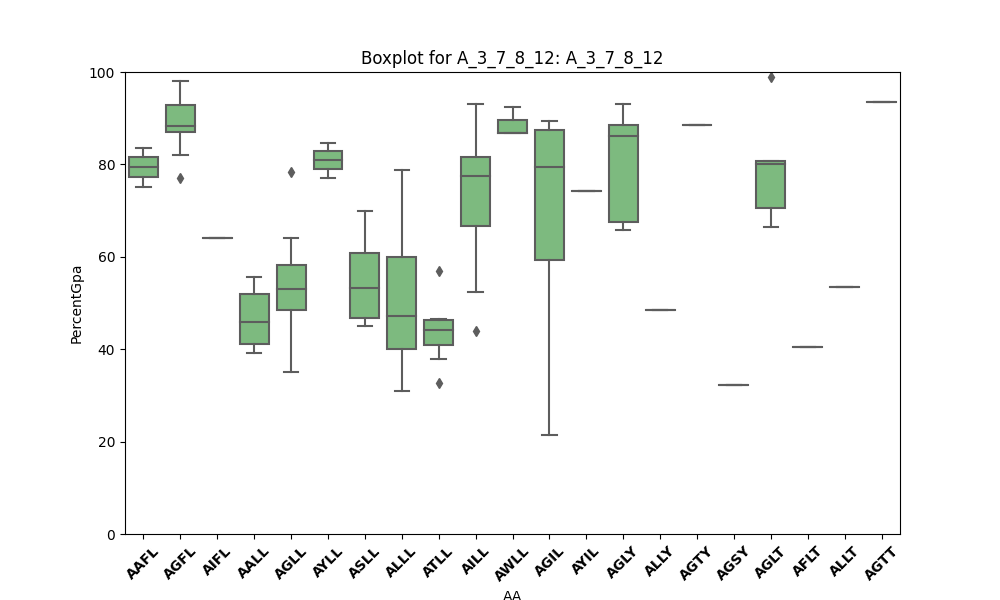 Boxplot for A_3_7_8_12: A_3_7_8_12
PercentGpa
100
80
60
40
20
0
AAFL AGFL AIFL AALL AGLL AYLL ASLL ALLL ATLL AILL AWLL AGIL AYIL AGLY ALLY AGTY AGSY AGLT AFLT ALLT AGTT
AA